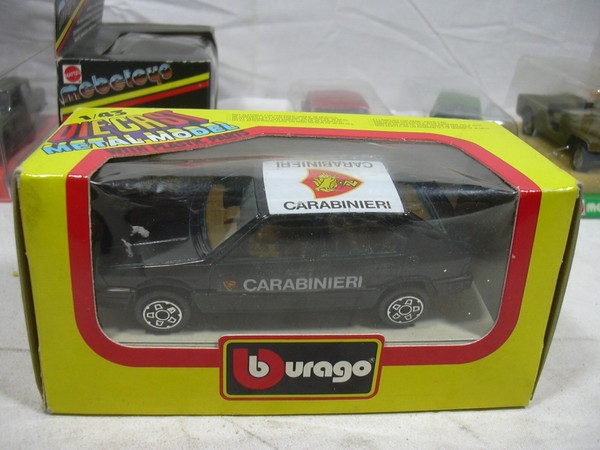 mebetoys
1/43
DIE CAST
METAL MODEL
CARABINIERI
CARABINIERI
CARABINIERI
burago